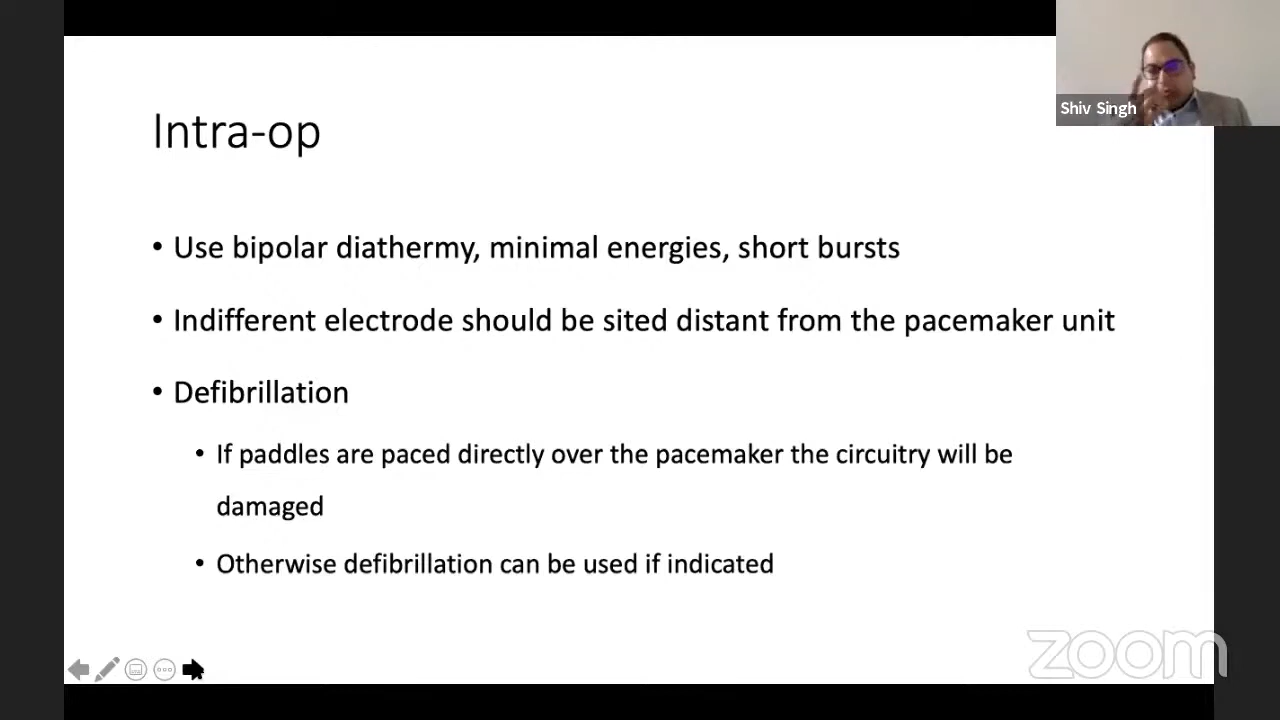 Shiv Singh
Intra-op
• Use bipolar diathermy, minimal energies, short bursts
• Indifferent electrode should be sited distant from the pacemaker unit
• Defibrillation
• If paddles are paced directly over the pacemaker the circuitry will be
damaged
• Otherwise defibrillation can be used if indicated
zoom